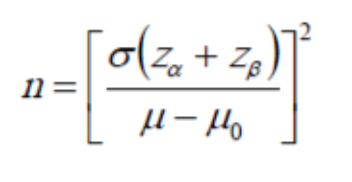 n = [ σ(z_α + z_β) / μ − μ_0 ]^2